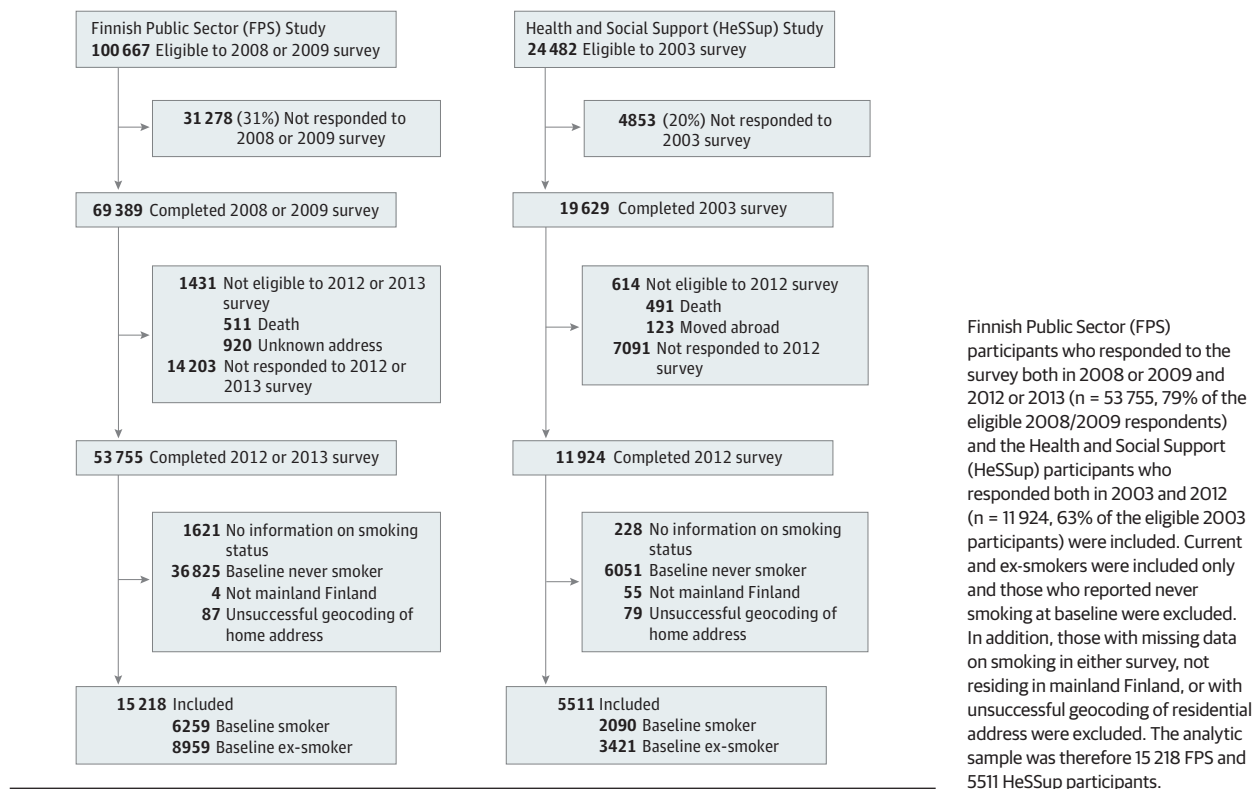 Finnish Public Sector (FPS) Study
100 667 Eligible to 2008 or 2009 survey
31 278 (31%) Not responded to
2008 or 2009 survey
69 389 Completed 2008 or 2009 survey
1431 Not eligible to 2012 or 2013
survey
511 Death
920 Unknown address
14 203 Not responded to 2012 or
2013 survey
53 755 Completed 2012 or 2013 survey
1621 No information on smoking
status
36 825 Baseline never smoker
4 Not mainland Finland
87 Unsuccessful geocoding of
home address
15 218 Included
6259 Baseline smoker
8959 Baseline ex-smoker
Health and Social Support (HeSSup) Study
24 482 Eligible to 2003 survey
4853 (20%) Not responded to
2003 survey
19 629 Completed 2003 survey
614 Not eligible to 2012 survey
491 Death
123 Moved abroad
7091 Not responded to 2012
survey
11 924 Completed 2012 survey
228 No information on smoking
status
6051 Baseline never smoker
55 Not mainland Finland
79 Unsuccessful geocoding of
home address
5511 Included
2090 Baseline smoker
3421 Baseline ex-smoker
Finnish Public Sector (FPS)
participants who responded to the
survey both in 2008 or 2009 and
2012 or 2013 (n = 53 755, 79% of the
eligible 2008/2009 respondents)
and the Health and Social Support
(HeSSup) participants who
responded both in 2003 and 2012
(n = 11 924, 63% of the eligible 2003
participants) were included. Current
and ex-smokers were included only
and those who reported never
smoking at baseline were excluded.
In addition, those with missing data
on smoking in either survey, not
residing in mainland Finland, or with
unsuccessful geocoding of residential
address were excluded. The analytic
sample was therefore 15 218 FPS and
5511 HeSSup participants.